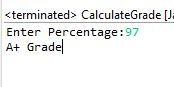 <terminated> CalculateGrade [Ja
Enter Percentage:97
A+ Grade